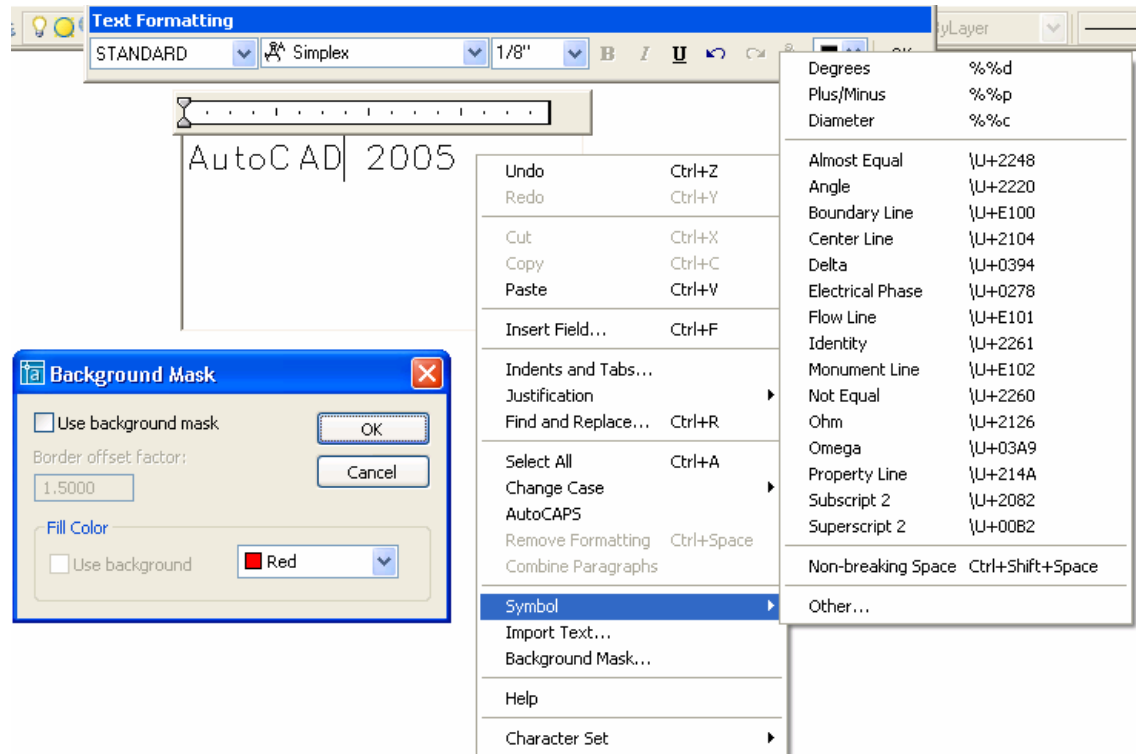 Text Formatting
ByLayer
STANDARD Simplex 1/8" B I U
AutoCAD 2005
Undo Ctrl+Z
Redo Ctrl+Y
Cut Ctrl+X
Copy Ctrl+C
Paste Ctrl+V
Insert Field... Ctrl+F
Indents and Tabs...
Justification
Find and Replace... Ctrl+R
Select All Ctrl+A
Change Case
AutoCAPS
Remove Formatting Ctrl+Space
Combine Paragraphs
Symbol
Import Text...
Background Mask...
Help
Character Set
Degrees %%d
Plus/Minus %%p
Diameter %%c
Almost Equal \U+2248
Angle \U+2220
Boundary Line \U+E100
Center Line \U+2104
Delta \U+0394
Electrical Phase \U+0278
Flow Line \U+E101
Identity \U+2261
Monument Line \U+E102
Not Equal \U+2260
Ohm \U+2126
Omega \U+03A9
Property Line \U+214A
Subscript 2 \U+2082
Superscript 2 \U+00B2
Non-breaking Space Ctrl+Shift+Space
Other...
Background Mask
Use background mask
OK
Border offset factor:
Cancel
1.5000
Fill Color
Use background
Red